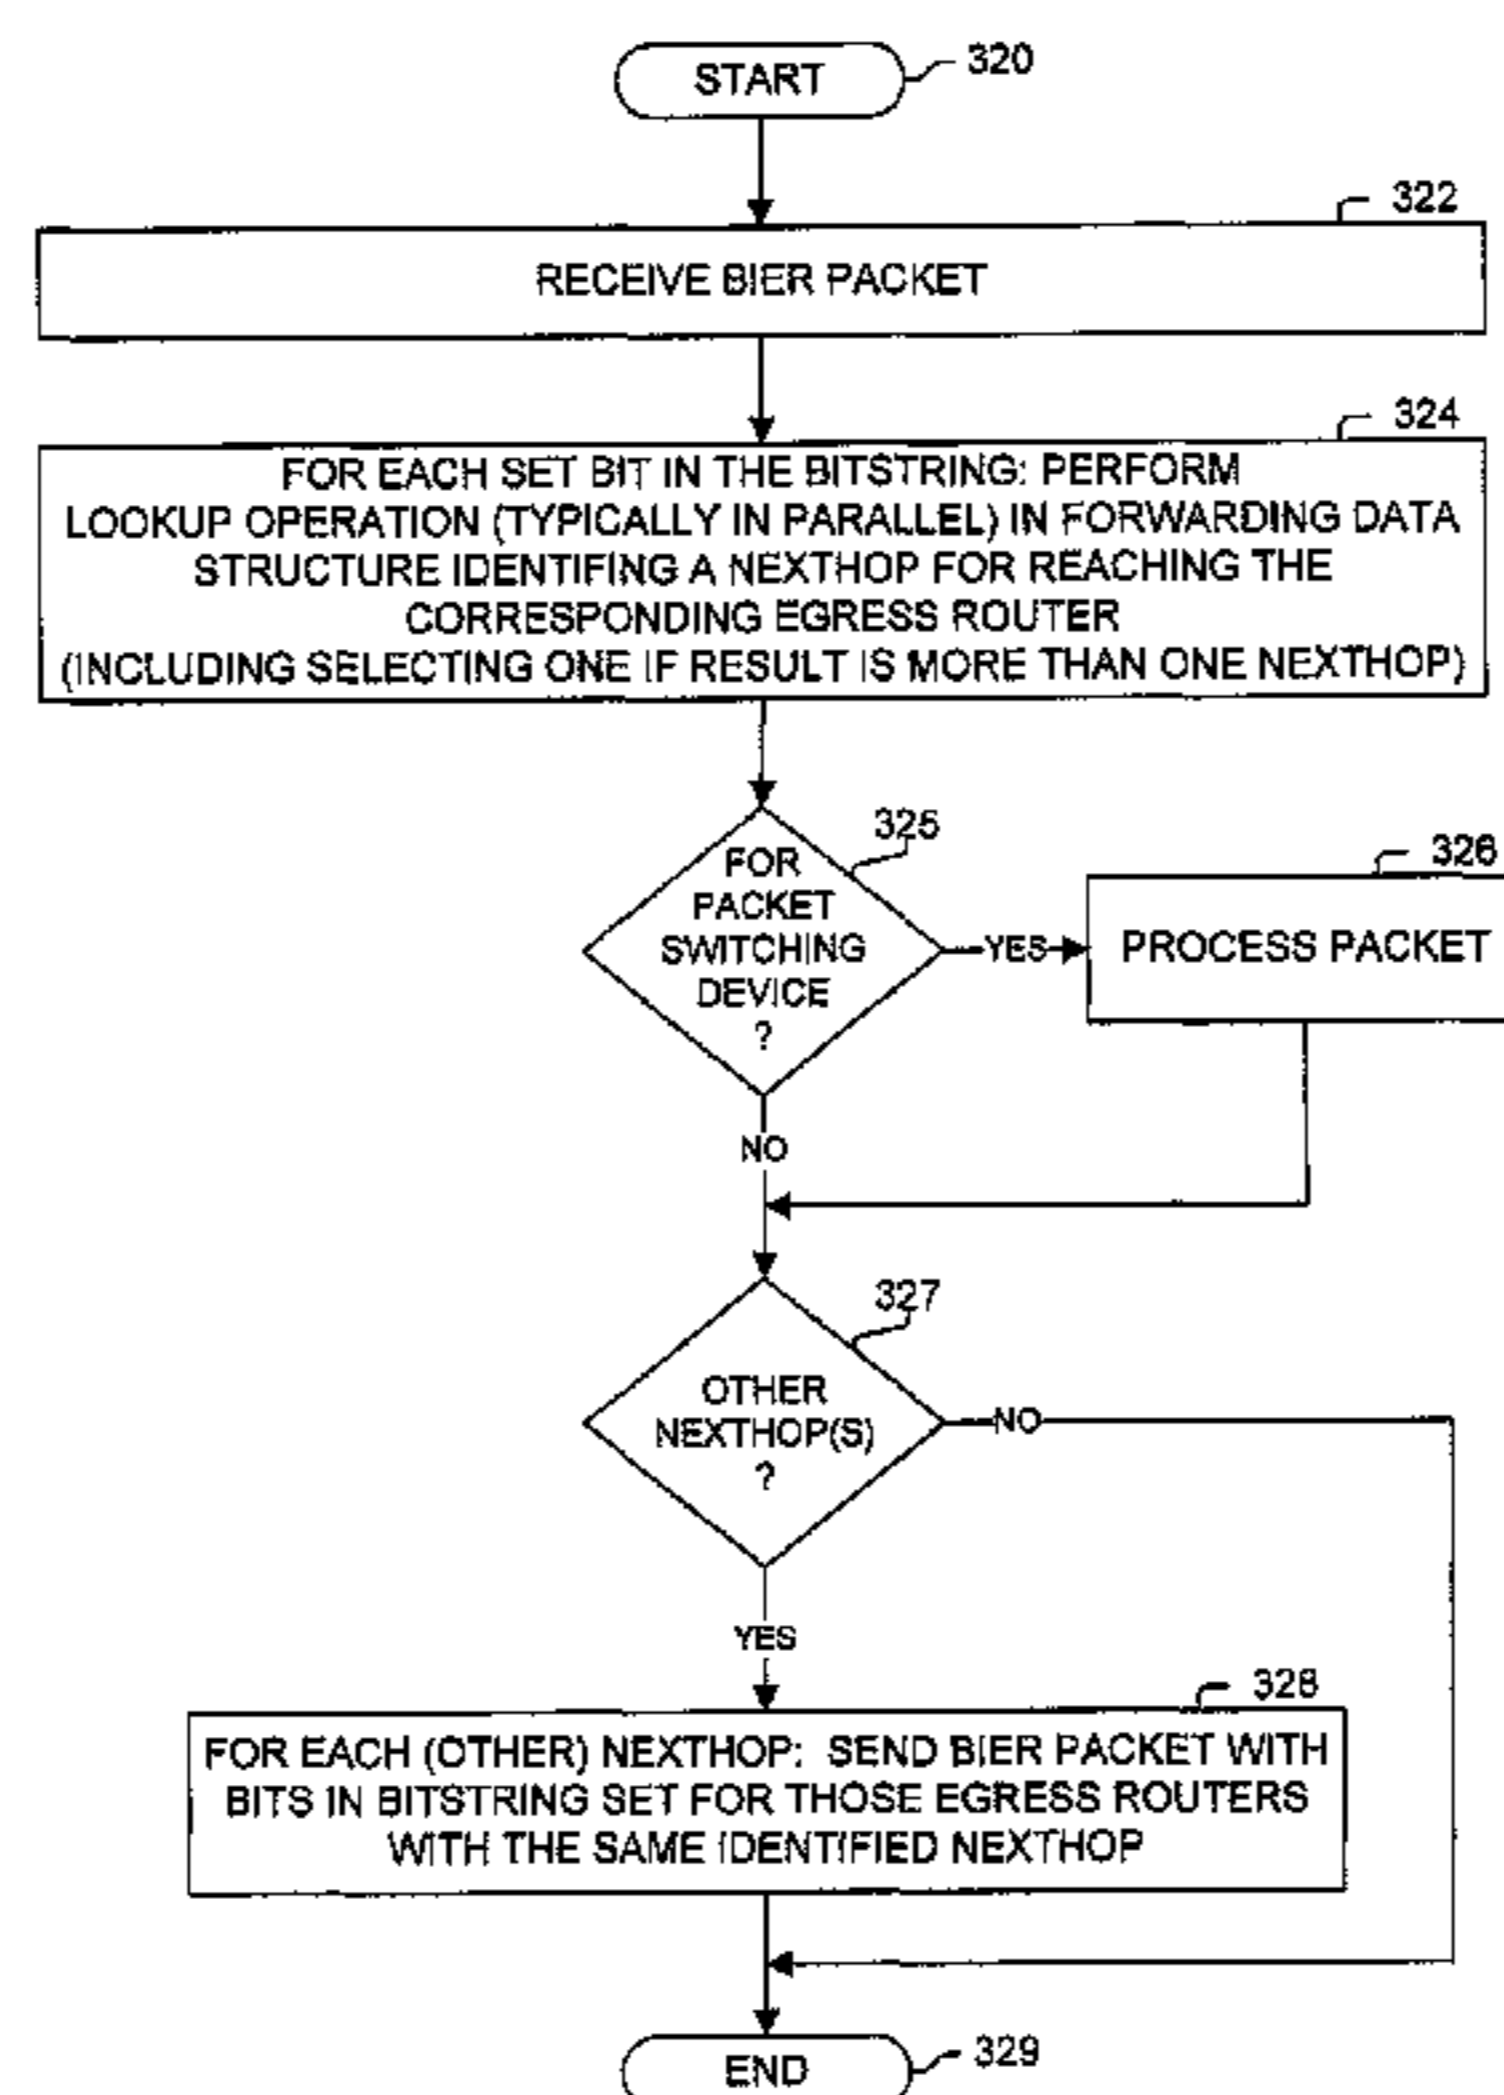 START
320
322
RECEIVE BIER PACKET
324
FOR EACH SET BIT IN THE BITSTRING: PERFORM
LOOKUP OPERATION (TYPICALLY IN PARALLEL) IN FORWARDING DATA
STRUCTURE IDENTIFING A NEXTHOP FOR REACHING THE
CORRESPONDING EGRESS ROUTER
(INCLUDING SELECTING ONE IF RESULT IS MORE THAN ONE NEXTHOP)
325
FOR
PACKET
SWITCHING
DEVICE
?
YES
326
PROCESS PACKET
NO
327
OTHER
NEXTHOP(S)
?
NO
YES
328
FOR EACH (OTHER) NEXTHOP: SEND BIER PACKET WITH
BITS IN BITSTRING SET FOR THOSE EGRESS ROUTERS
WITH THE SAME IDENTIFIED NEXTHOP
END
329